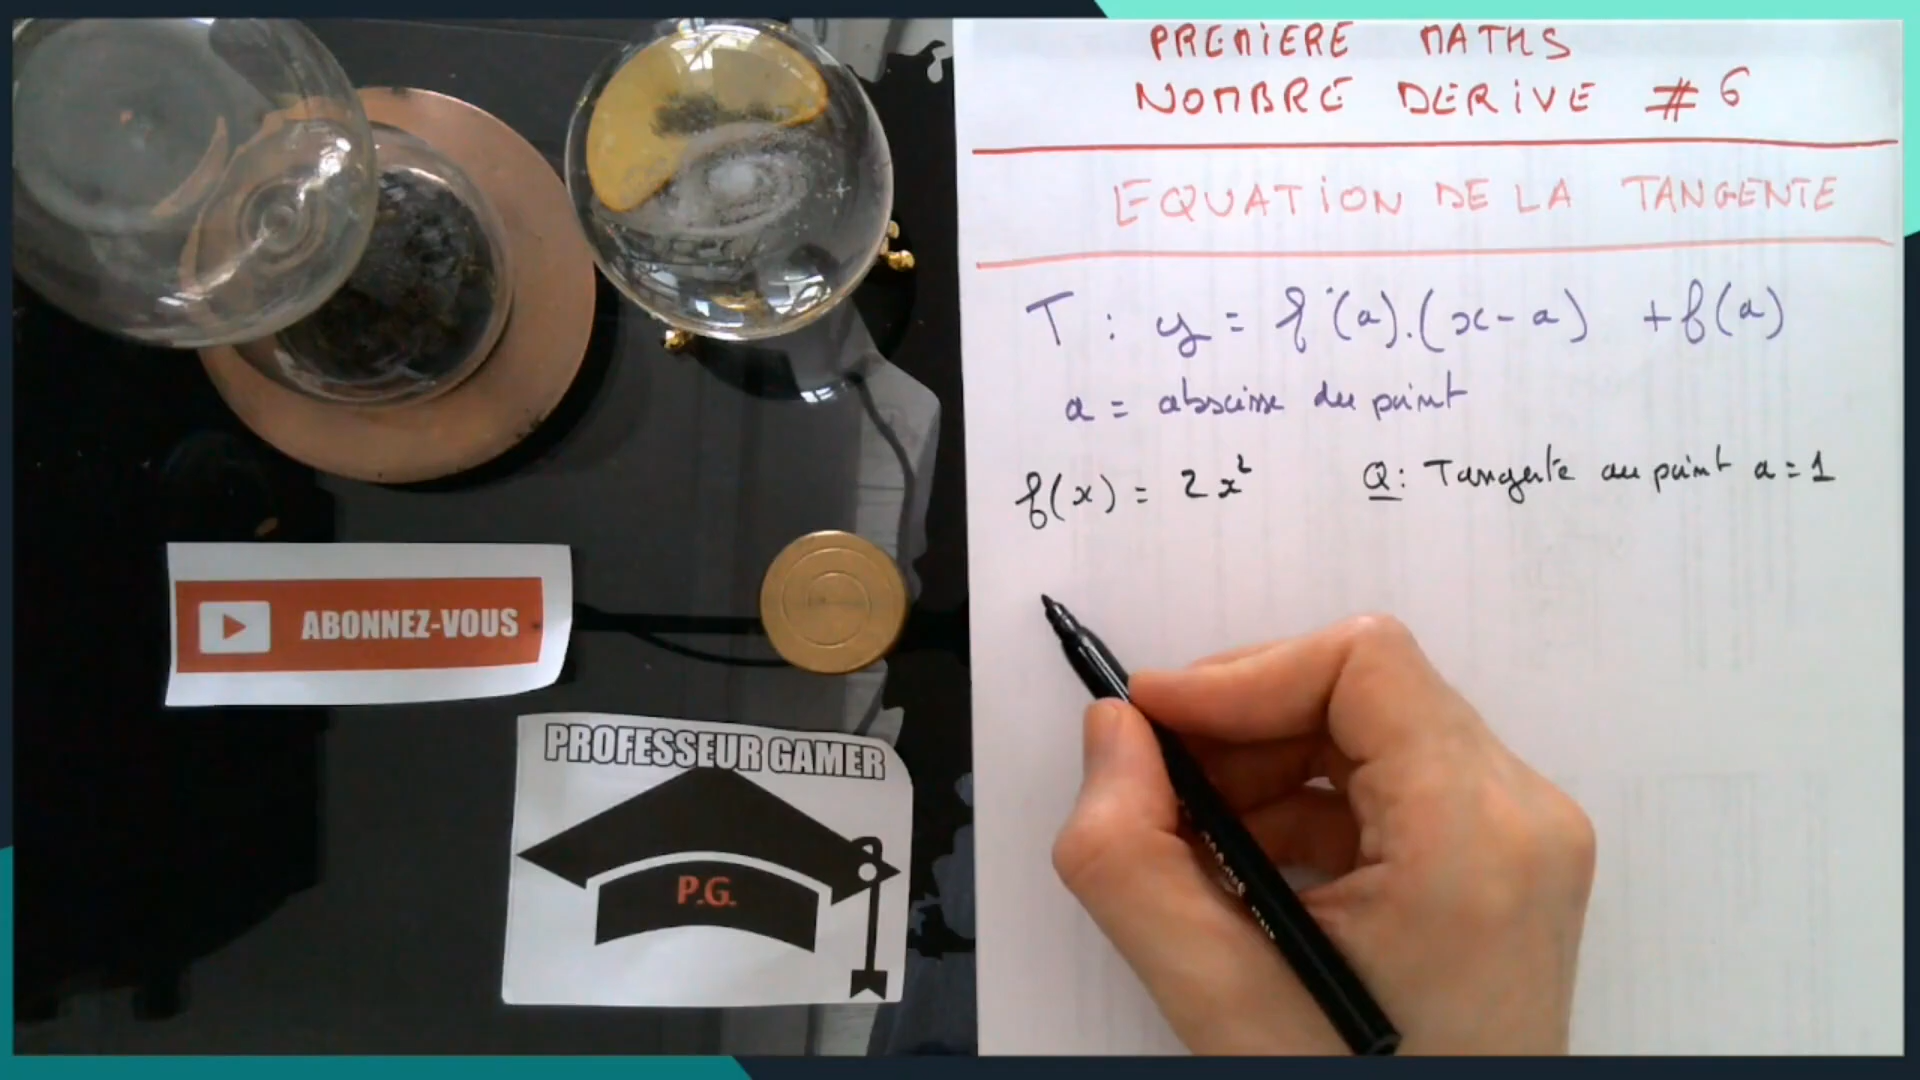 PREMIERE MATHS
NOMBRE DERIVE # 6
EQUATION DE LA TANGENTE
T : y = f'(a).(x-a) + f(a)
a = abscisse du point
f(x) = 2x² Q: Tangente au point a = 1
ABONNEZ-VOUS
PROFESSEUR GAMER
P.G.